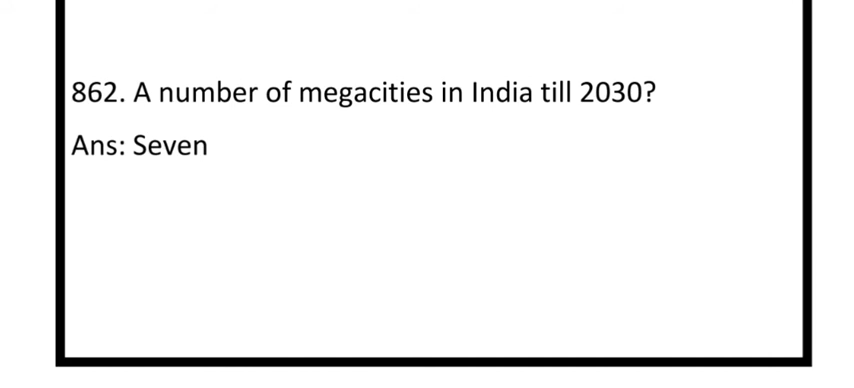 862. A number of megacities in India till 2030?
Ans: Seven